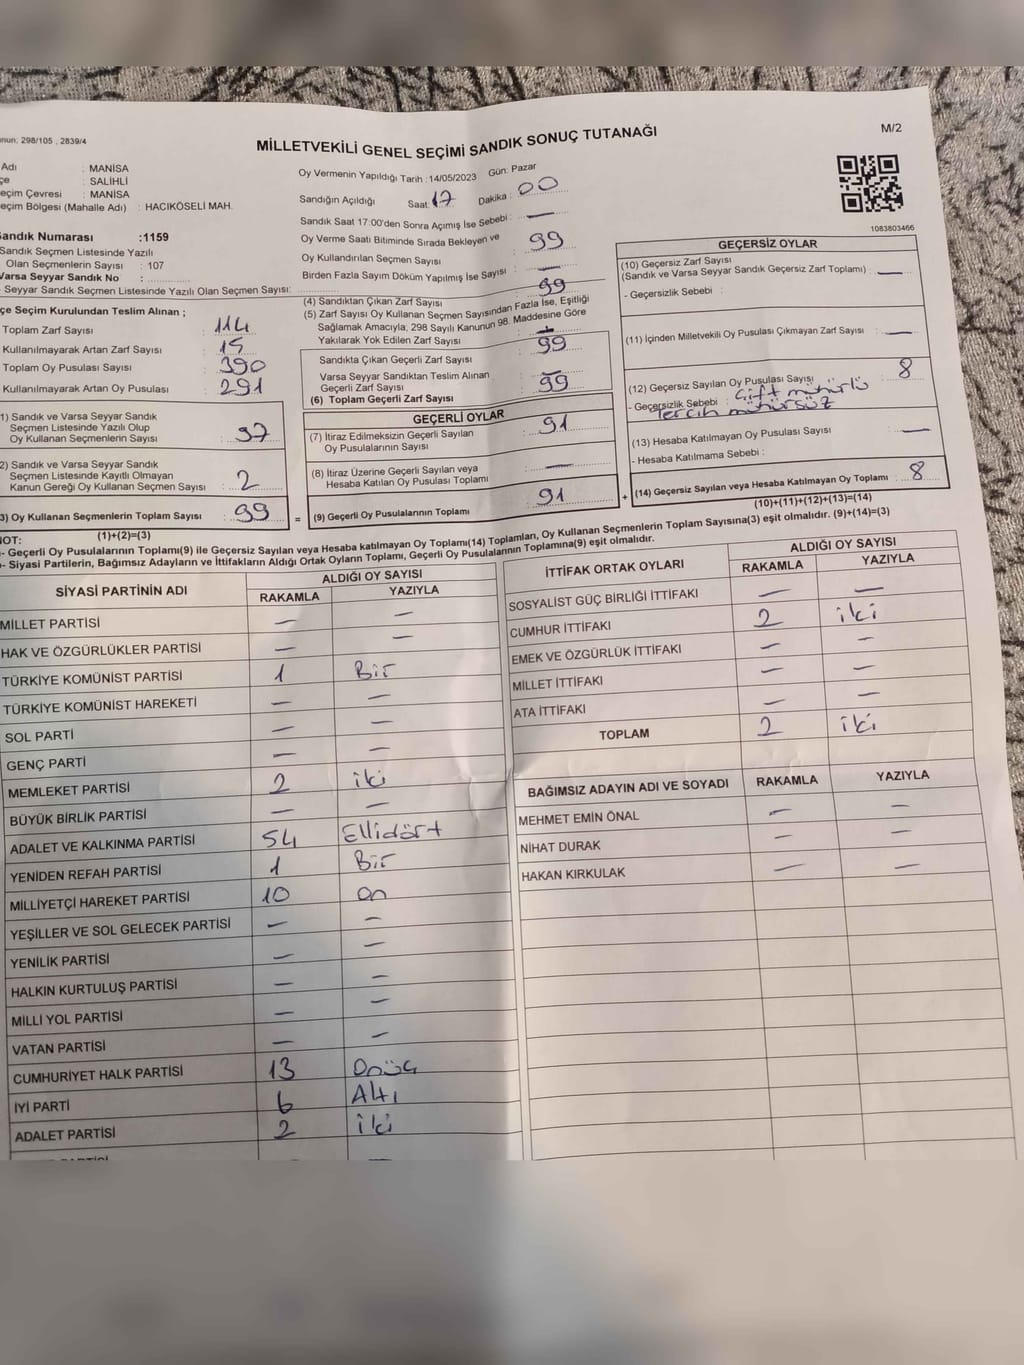 nun; 298/105 , 2839/4
MİLLETVEKİLİ GENEL SEÇİMİ SANDIK SONUÇ TUTANAĞI
M/2
Adı : MANİSA
çe : SALİHLİ
eçim Çevresi : MANİSA
eçim Bölgesi (Mahalle Adı) : HACIKÖSELİ MAH.
andık Numarası :1159
Sandık Seçmen Listesinde Yazılı
Olan Seçmenlerin Sayısı : 107
Varsa Seyyar Sandık No :
Seyyar Sandık Seçmen Listesinde Yazılı Olan Seçmen Sayısı:
Oy Vermenin Yapıldığı Tarih :14/05/2023 Gün: Pazar
Sandığın Açıldığı Saat: 17 Dakika : 00
Sandık Saat 17:00'den Sonra Açımış İse Sebebi : —
Oy Verme Saati Bitiminde Sırada Bekleyen ve
Oy Kullandırılan Seçmen Sayısı : 99
Birden Fazla Sayım Döküm Yapılmış İse Sayısı : —
1083803466
çe Seçim Kurulundan Teslim Alınan ;
Toplam Zarf Sayısı : 114
Kullanılmayarak Artan Zarf Sayısı : 15
Toplam Oy Pusulası Sayısı : 390
Kullanılmayarak Artan Oy Pusulası : 291
1) Sandık ve Varsa Seyyar Sandık
Seçmen Listesinde Yazılı Olup
Oy Kullanan Seçmenlerin Sayısı : 97
2) Sandık ve Varsa Seyyar Sandık
Seçmen Listesinde Kayıtlı Olmayan
Kanun Gereği Oy Kullanan Seçmen Sayısı : 2
3) Oy Kullanan Seçmenlerin Toplam Sayısı : 99
(1)+(2)=(3)
(4) Sandıktan Çıkan Zarf Sayısı : 99
(5) Zarf Sayısı Oy Kullanan Seçmen Sayısından Fazla İse, Eşitliği
Sağlamak Amacıyla, 298 Sayılı Kanunun 98. Maddesine Göre
Yakılarak Yok Edilen Zarf Sayısı : —
Sandıkta Çıkan Geçerli Zarf Sayısı : 99
Varsa Seyyar Sandıktan Teslim Alınan
Geçerli Zarf Sayısı : —
(6) Toplam Geçerli Zarf Sayısı : 99
GEÇERLİ OYLAR
(7) İtiraz Edilmeksizin Geçerli Sayılan
Oy Pusulalarının Sayısı : 91
(8) İtiraz Üzerine Geçerli Sayılan veya
Hesaba Katılan Oy Pusulası Toplamı : —
= (9) Geçerli Oy Pusulalarının Toplamı : 91 +
GEÇERSİZ OYLAR
(10) Geçersiz Zarf Sayısı
(Sandık ve Varsa Seyyar Sandık Geçersiz Zarf Toplamı) : —
- Geçersizlik Sebebi :
(11) İçinden Milletvekili Oy Pusulası Çıkmayan Zarf Sayısı : —
(12) Geçersiz Sayılan Oy Pusulası Sayısı : 8
- Geçersizlik Sebebi : Çift mühürlü
Tercih mühürsüz
(13) Hesaba Katılmayan Oy Pusulası Sayısı : —
- Hesaba Katılmama Sebebi :
(14) Geçersiz Sayılan veya Hesaba Katılmayan Oy Toplamı : 8
(10)+(11)+(12)+(13)=(14)
NOT:
- Geçerli Oy Pusulalarının Toplamı(9) ile Geçersiz Sayılan veya Hesaba katılmayan Oy Toplamı(14) Toplamları, Oy Kullanan Seçmenlerin Toplam Sayısına(3) eşit olmalıdır. (9)+(14)=(3)
- Siyasi Partilerin, Bağımsız Adayların ve İttifakların Aldığı Ortak Oyların Toplamı, Geçerli Oy Pusulalarının Toplamına(9) eşit olmalıdır.
SİYASİ PARTİNİN ADI ALDIĞI OY SAYISI
RAKAMLA YAZIYLA
MİLLET PARTİSİ — —
HAK VE ÖZGÜRLÜKLER PARTİSİ — —
TÜRKİYE KOMÜNİST PARTİSİ 1 Bir
TÜRKİYE KOMÜNİST HAREKETİ — —
SOL PARTİ — —
GENÇ PARTİ — —
MEMLEKET PARTİSİ 2 iki
BÜYÜK BİRLİK PARTİSİ — —
ADALET VE KALKINMA PARTİSİ 54 Ellidört
YENİDEN REFAH PARTİSİ 1 Bir
MİLLİYETÇİ HAREKET PARTİSİ 10 on
YEŞİLLER VE SOL GELECEK PARTİSİ — —
YENİLİK PARTİSİ — —
HALKIN KURTULUŞ PARTİSİ — —
MİLLİ YOL PARTİSİ — —
VATAN PARTİSİ — —
CUMHURİYET HALK PARTİSİ 13 Onüç
İYİ PARTİ 6 Altı
ADALET PARTİSİ 2 iki
İTTİFAK ORTAK OYLARI ALDIĞI OY SAYISI
RAKAMLA YAZIYLA
SOSYALİST GÜÇ BİRLİĞİ İTTİFAKI — —
CUMHUR İTTİFAKI 2 iki
EMEK VE ÖZGÜRLÜK İTTİFAKI — —
MİLLET İTTİFAKI — —
ATA İTTİFAKI — —
TOPLAM 2 iki
BAĞIMSIZ ADAYIN ADI VE SOYADI RAKAMLA YAZIYLA
MEHMET EMİN ÖNAL — —
NİHAT DURAK — —
HAKAN KIRKULAK — —